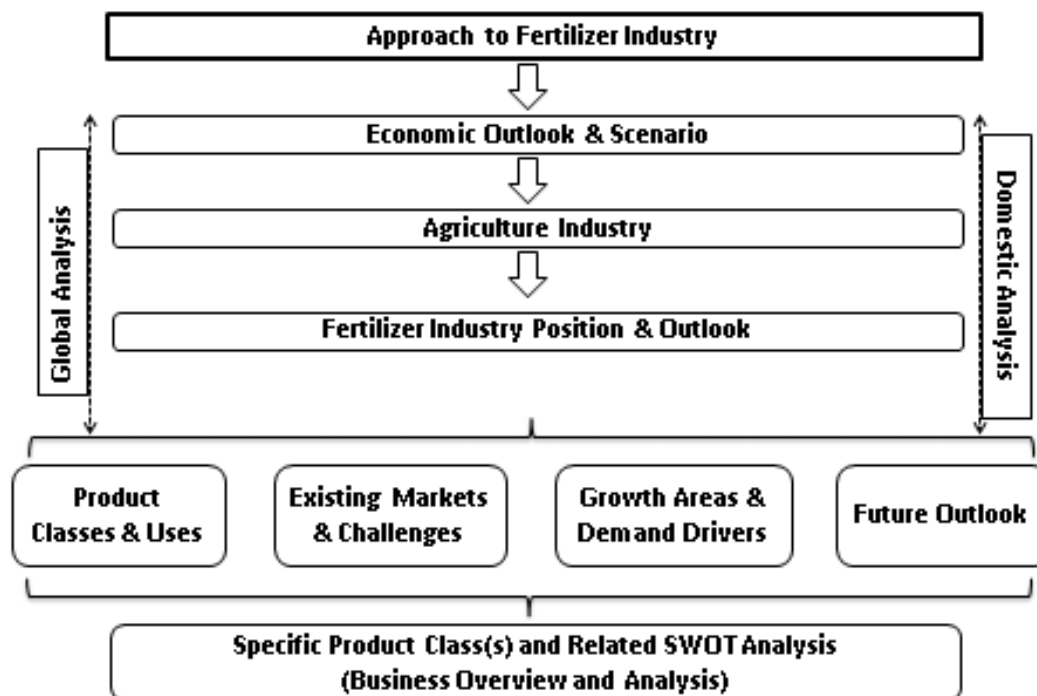 Approach to Fertilizer Industry
Economic Outlook & Scenario
Agriculture Industry
Fertilizer Industry Position & Outlook
Global Analysis
Domestic Analysis
Product
Classes & Uses
Existing Markets
& Challenges
Growth Areas &
Demand Drivers
Future Outlook
Specific Product Class(s) and Related SWOT Analysis
(Business Overview and Analysis)